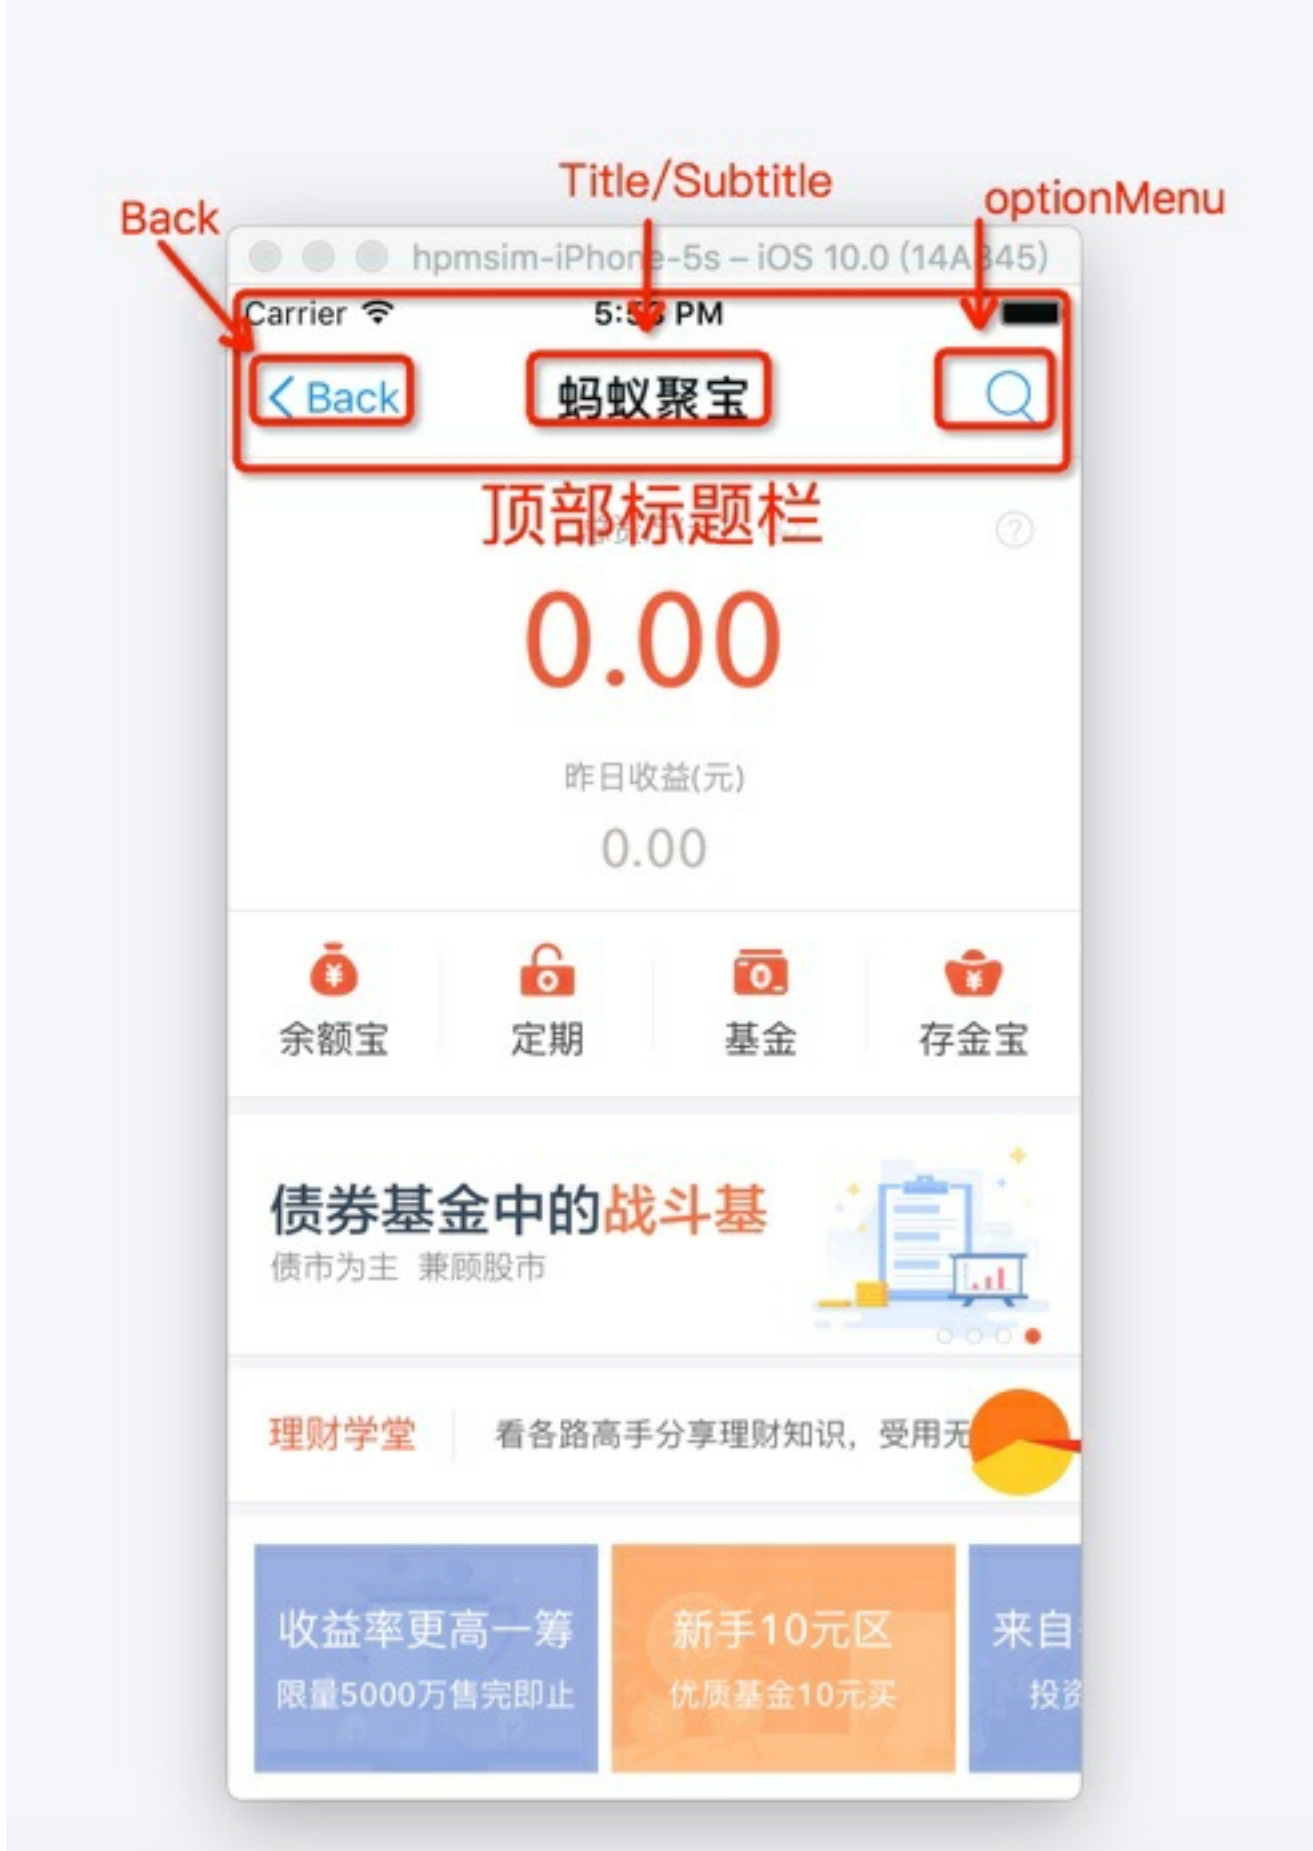 Title/Subtitle
optionMenu
Back
hpmsim-iPhone-5s – iOS 10.0 (14A345)
Carrier
5:53 PM
Back
蚂蚁聚宝
顶部标题栏
0.00
昨日收益(元)
0.00
余额宝
定期
基金
存金宝
债券基金中的战斗基
债市为主 兼顾股市
理财学堂
看各路高手分享理财知识，受用无
收益率更高一筹
新手10元区
来自
限量5000万售完即止
优质基金10元买
投资